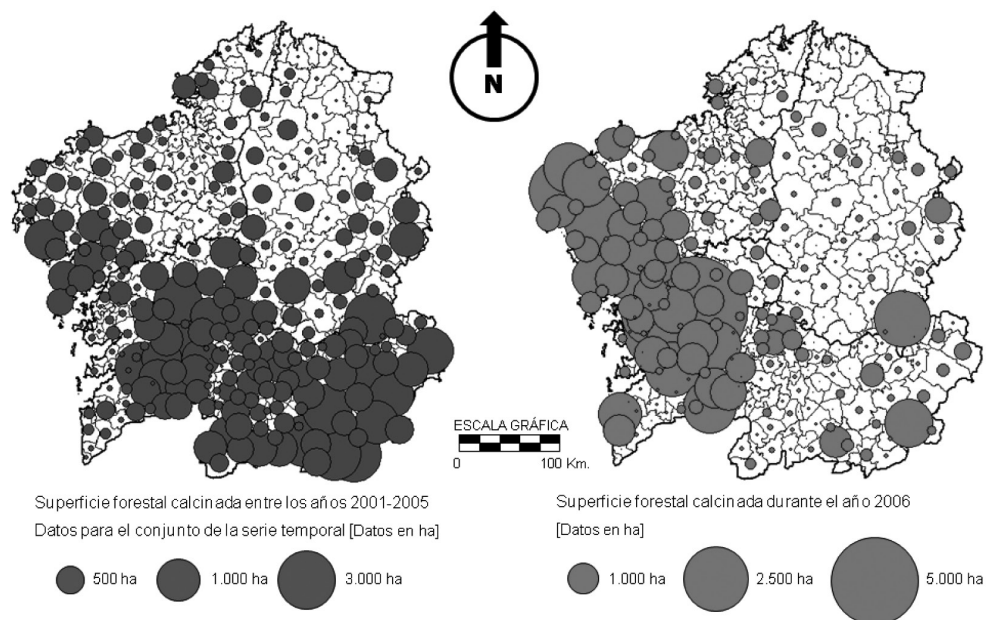 N
ESCALA GRÁFICA
0 100 Km.
Superficie forestal calcinada entre los años 2001-2005
Datos para el conjunto de la serie temporal [Datos en ha]
500 ha 1.000 ha 3.000 ha
Superficie forestal calcinada durante el año 2006
[Datos en ha]
1.000 ha 2.500 ha 5.000 ha